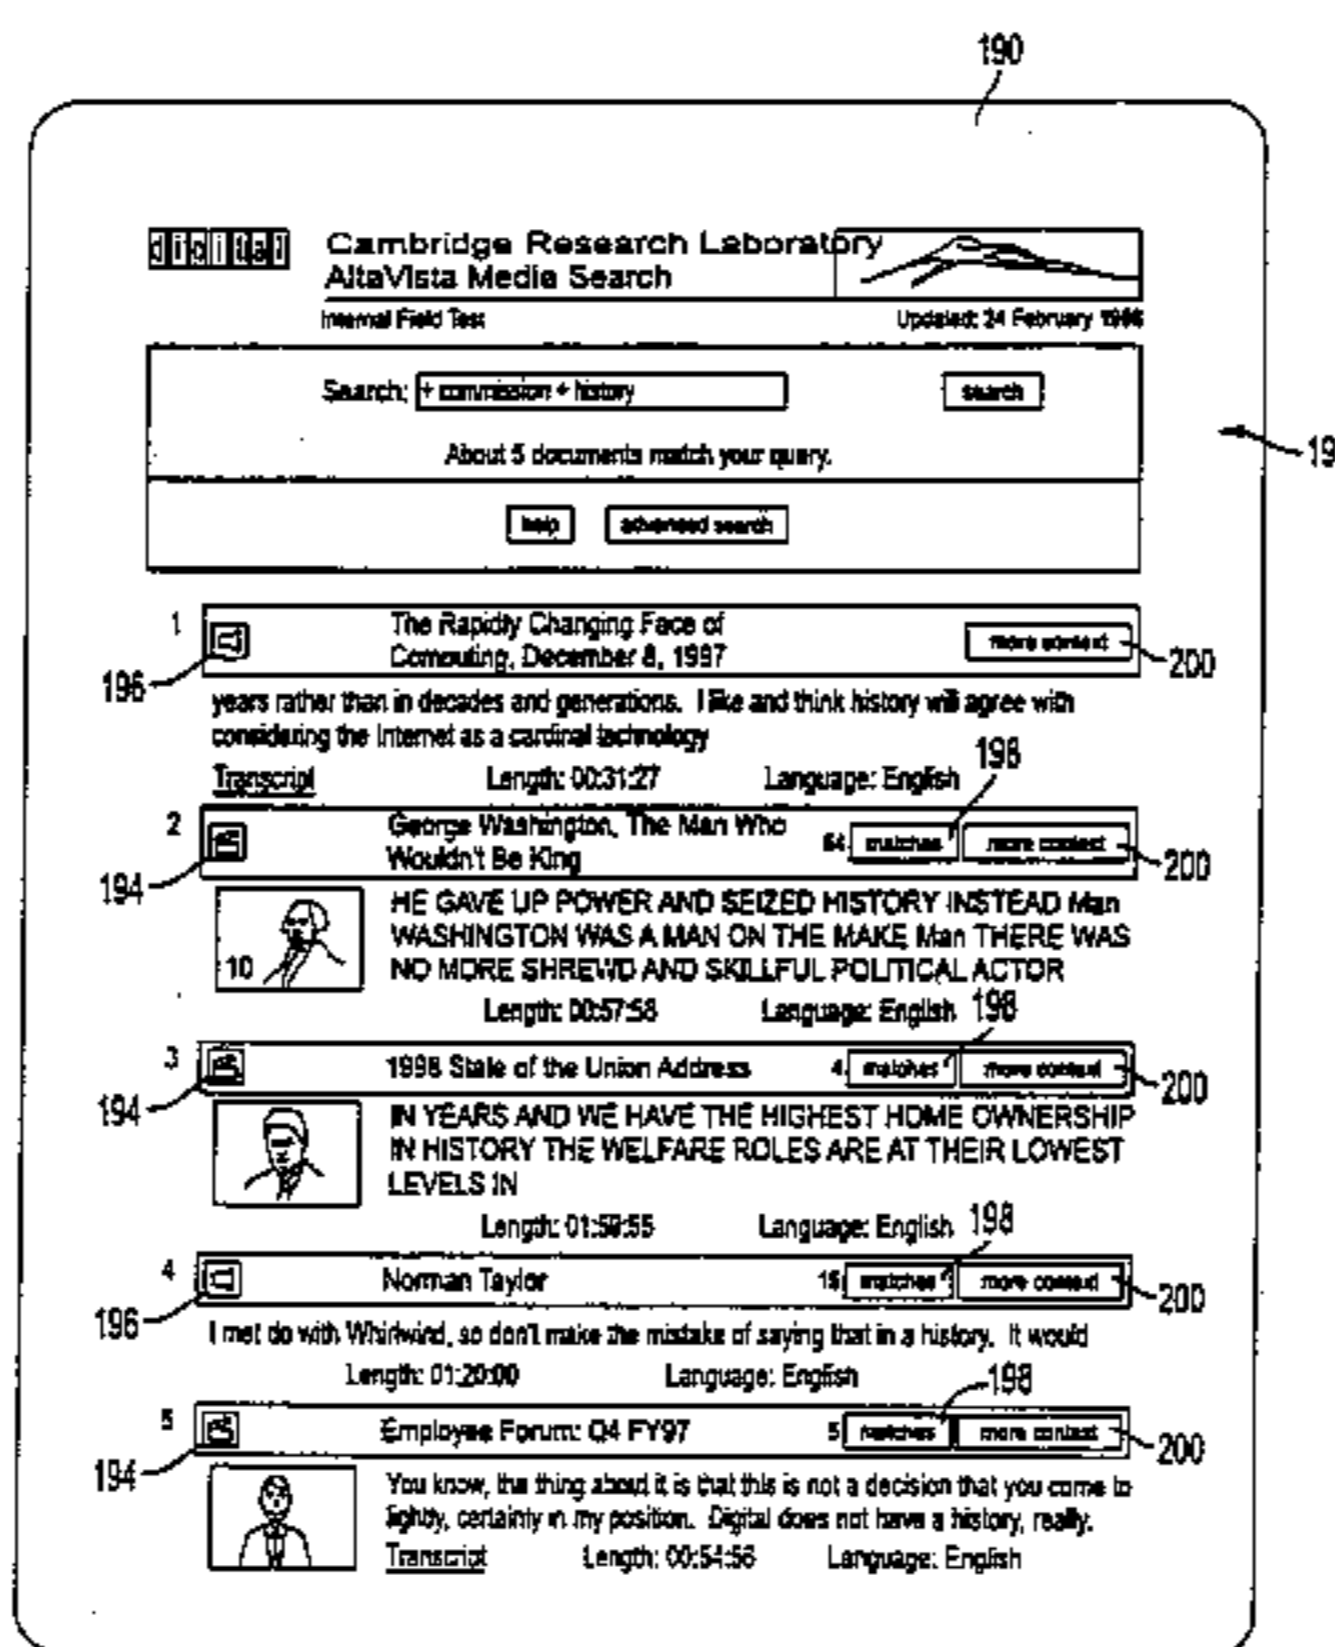 190
digital
Cambridge Research Laboratory
AltaVista Media Search
Internal Field Test
Updated: 24 February
Search: + commission + history
search
19
About 5 documents match your query.
help
advanced search
1
The Rapidly Changing Face of
Computing, December 8, 1997
more context
200
196
years rather than in decades and generations. I like and think history will agree with
considering the Internet as a cardinal technology
198
Transcript
Length: 00:31:27
Language: English
2
George Washington, The Man Who
Wouldn't Be King
matches
more context
200
194
HE GAVE UP POWER AND SEIZED HISTORY INSTEAD Man
WASHINGTON WAS A MAN ON THE MAKE Man THERE WAS
10
NO MORE SHREWD AND SKILLFUL POLITICAL ACTOR
Length: 00:57:58
Language: English
198
3
1998 State of the Union Address
4
matches
more context
200
194
IN YEARS AND WE HAVE THE HIGHEST HOME OWNERSHIP
IN HISTORY THE WELFARE ROLES ARE AT THEIR LOWEST
LEVELS IN
Length: 01:59:55
Language: English
198
4
Norman Taylor
matches
more context
200
196
I met do with Whirlwind, so don't make the mistake of saying that in a history. It would
Length: 01:20:00
Language: English
198
5
Employee Forum: Q4 FY97
5
matches
more context
200
194
You know, the thing about it is that this is not a decision that you come to
lightly, certainly in my position. Digital does not have a history, really.
Transcript
Length: 00:54:56
Language: English